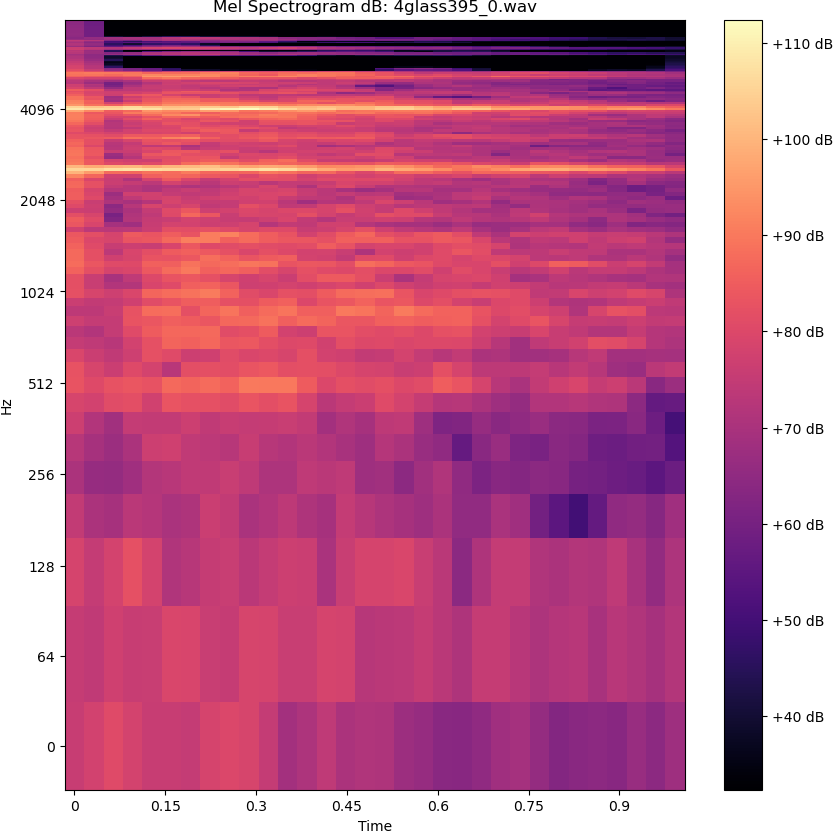 Mel Spectrogram dB: 4glass395_0.wav
+110 dB
4096
+100 dB
2048
+90 dB
1024
+80 dB
512
Hz
+70 dB
256
+60 dB
128
+50 dB
64
+40 dB
0
0 0.15 0.3 0.45 0.6 0.75 0.9
Time